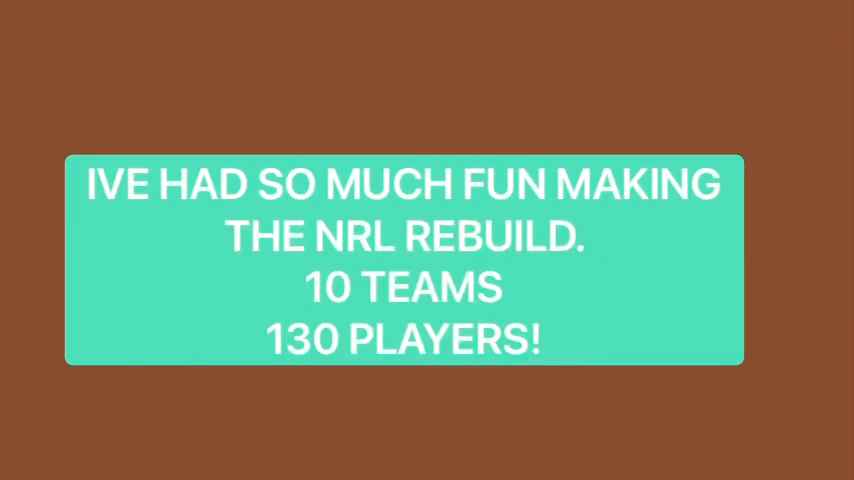 IVE HAD SO MUCH FUN MAKING
THE NRL REBUILD.
10 TEAMS
130 PLAYERS!